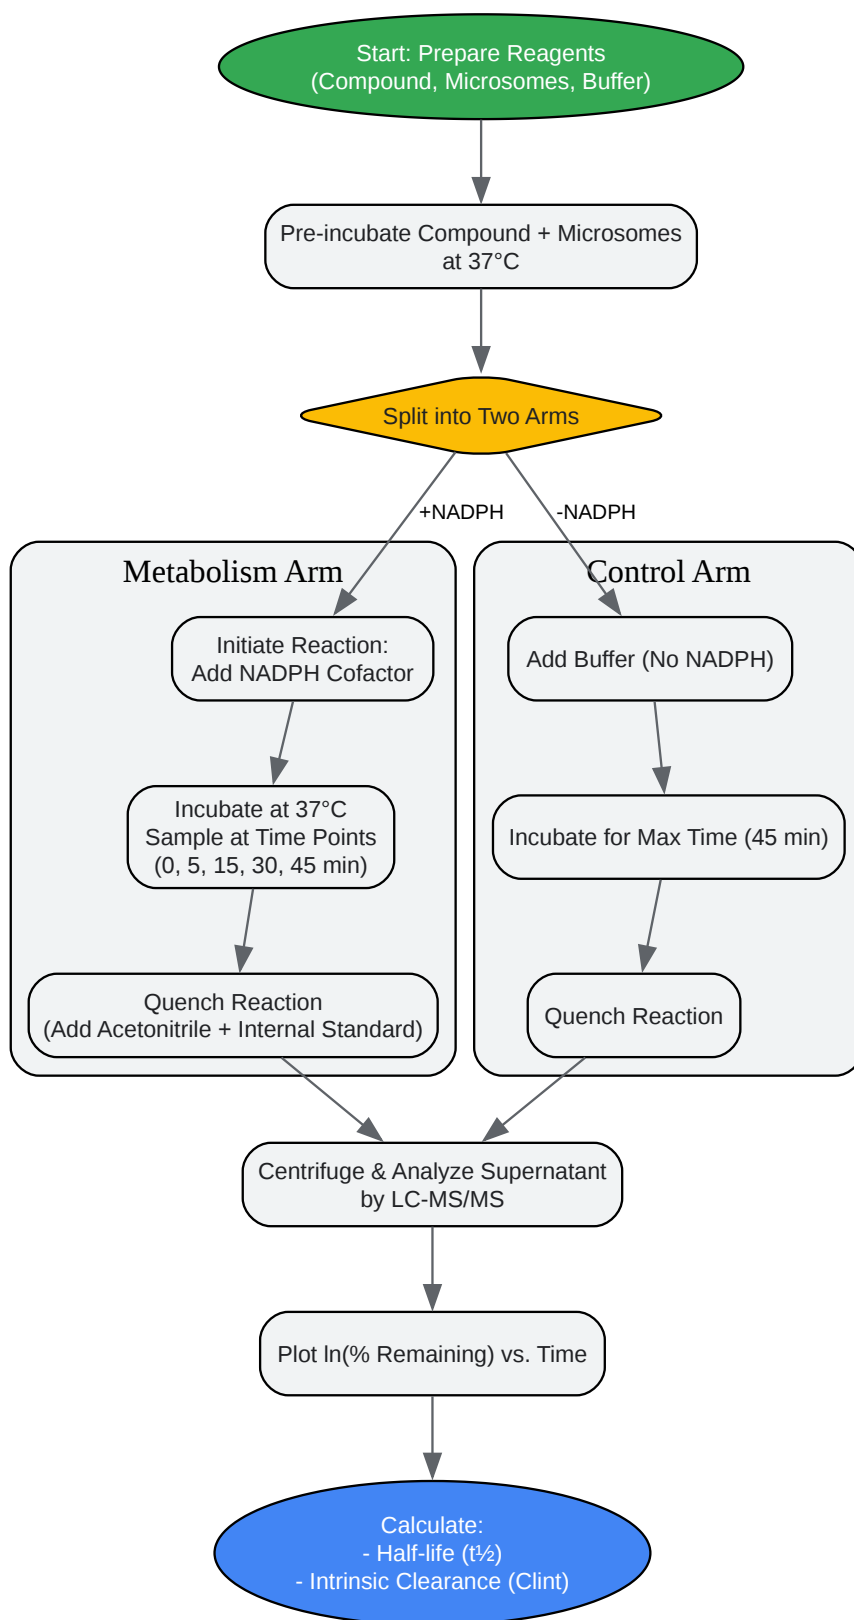 Start: Prepare Reagents
(Compound, Microsomes, Buffer)
Pre-incubate Compound + Microsomes
at 37°C
Split into Two Arms
+NADPH
-NADPH
Metabolism Arm
Initiate Reaction:
Add NADPH Cofactor
Incubate at 37°C
Sample at Time Points
(0, 5, 15, 30, 45 min)
Quench Reaction
(Add Acetonitrile + Internal Standard)
Control Arm
Add Buffer (No NADPH)
Incubate for Max Time (45 min)
Quench Reaction
Centrifuge & Analyze Supernatant
by LC-MS/MS
Plot ln(% Remaining) vs. Time
Calculate:
- Half-life (t½)
- Intrinsic Clearance (Clint)